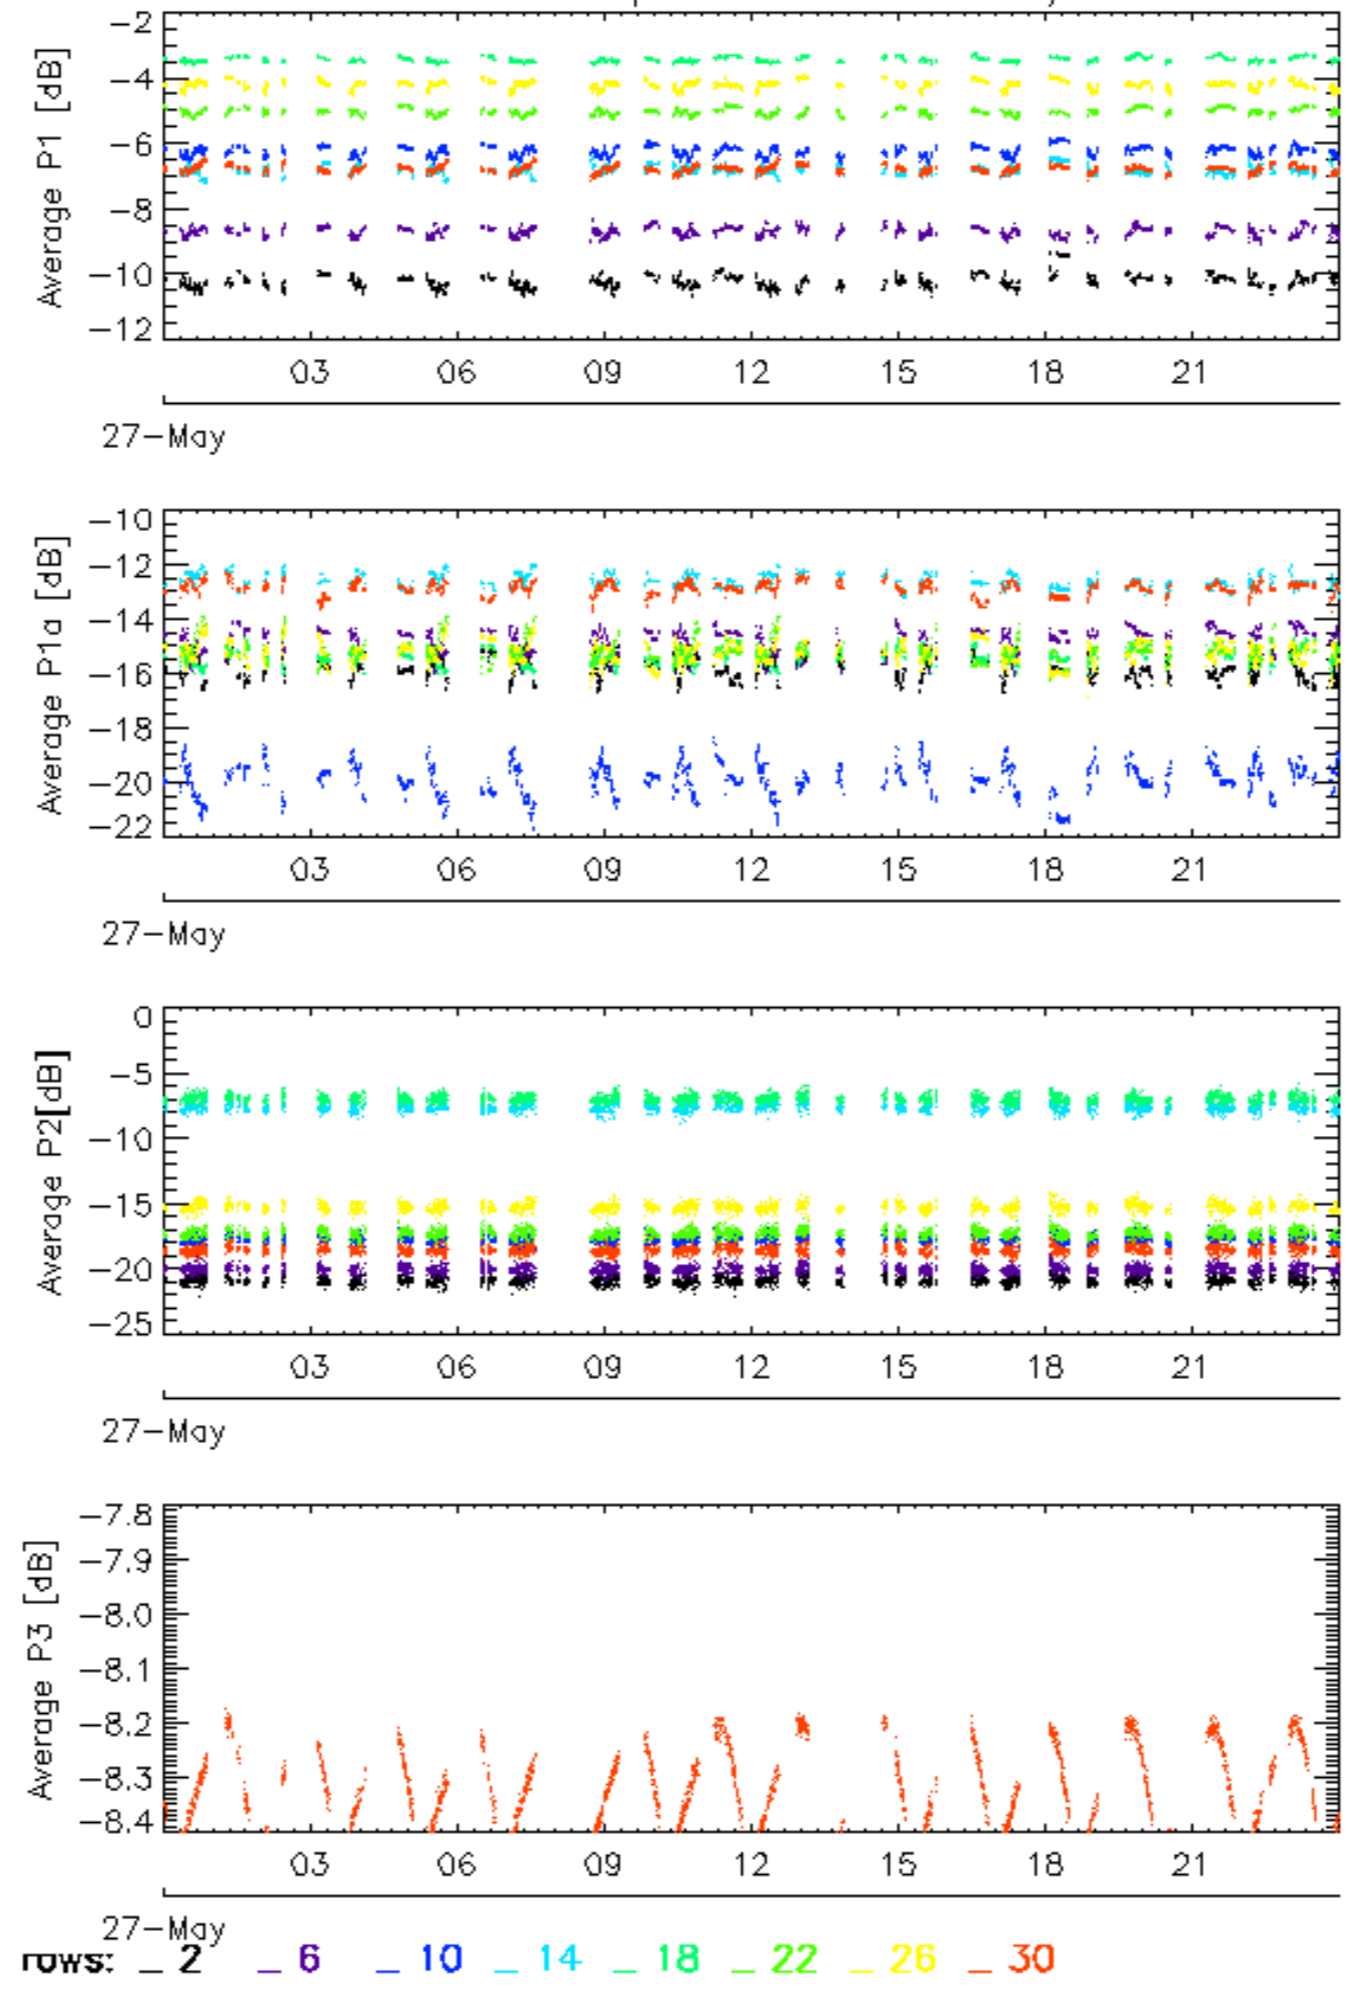 Average P1 [dB]
-2
-4
-6
-8
-10
-12
03 06 09 12 15 18 21
27-May
Average P1a [dB]
-10
-12
-14
-16
-18
-20
-22
03 06 09 12 15 18 21
27-May
Average P2[dB]
0
-5
-10
-15
-20
-25
03 06 09 12 15 18 21
27-May
Average P3 [dB]
-7.8
-7.9
-8.0
-8.1
-8.2
-8.3
-8.4
03 06 09 12 15 18 21
27-May
rows: _ 2 _ 6 _ 10 _ 14 _ 18 _ 22 _ 26 _ 30